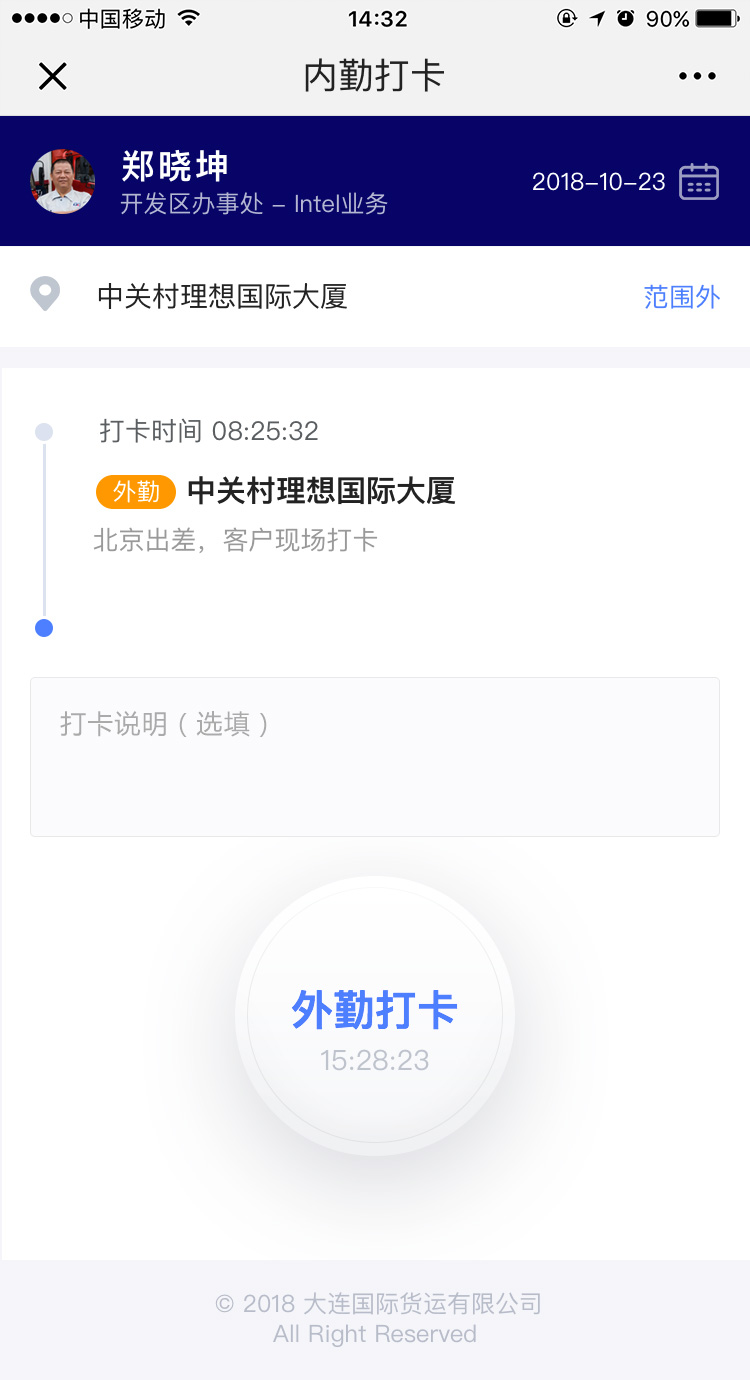 中国移动 14:32 90%
内勤打卡
郑晓坤
开发区办事处 – Intel业务
2018–10–23
中关村理想国际大厦 范围外
打卡时间 08:25:32
外勤 中关村理想国际大厦
北京出差，客户现场打卡
打卡说明（选填）
外勤打卡
15:28:23
© 2018 大连国际货运有限公司
All Right Reserved